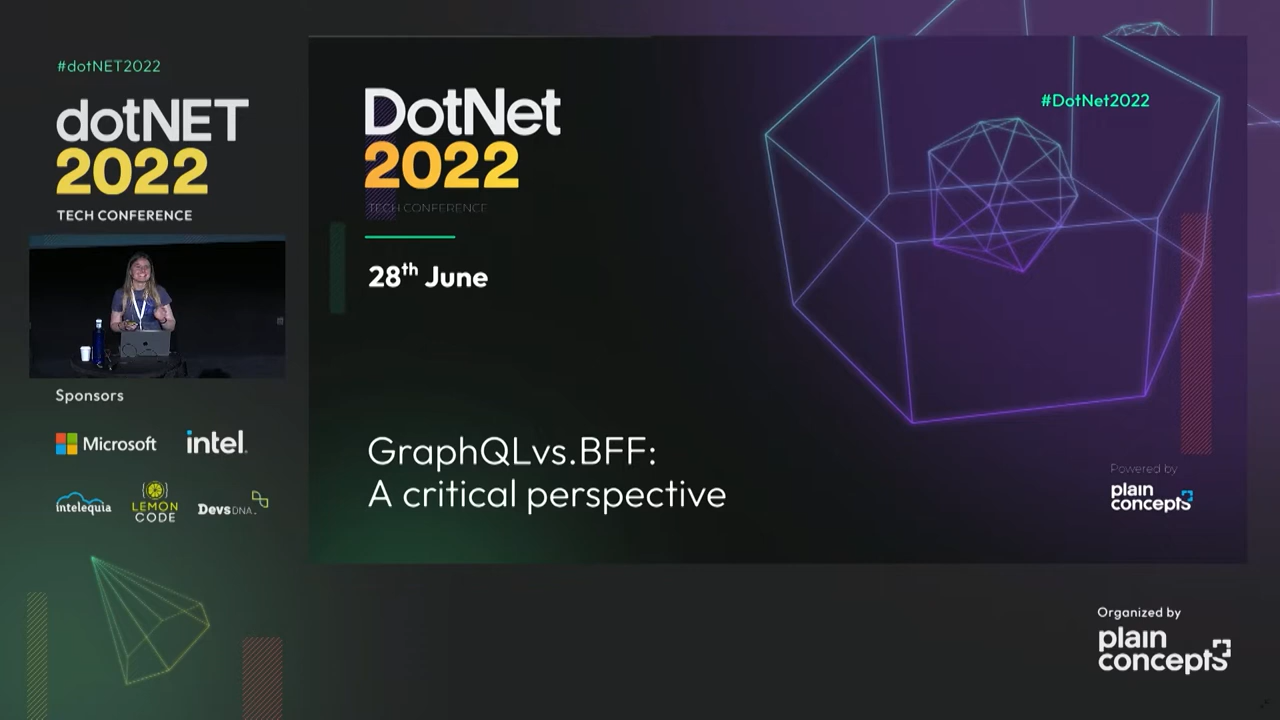 #dotNET2022
dotNET
2022
TECH CONFERENCE
Sponsors
Microsoft
intel.
intelequia
LEMON
CODE
DevsDNA.
DotNet
2022
TECH CONFERENCE
28th June
#DotNet2022
GraphQLvs.BFF:
A critical perspective
Powered by
plain
concepts
Organized by
plain
concepts